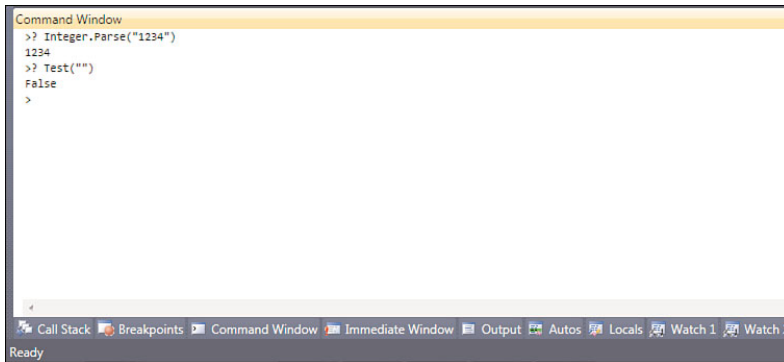 Command Window
>? Integer.Parse("1234")
1234
>? Test("")
False
>
Call Stack Breakpoints Command Window Immediate Window Output Autos Locals Watch 1 Watch
Ready